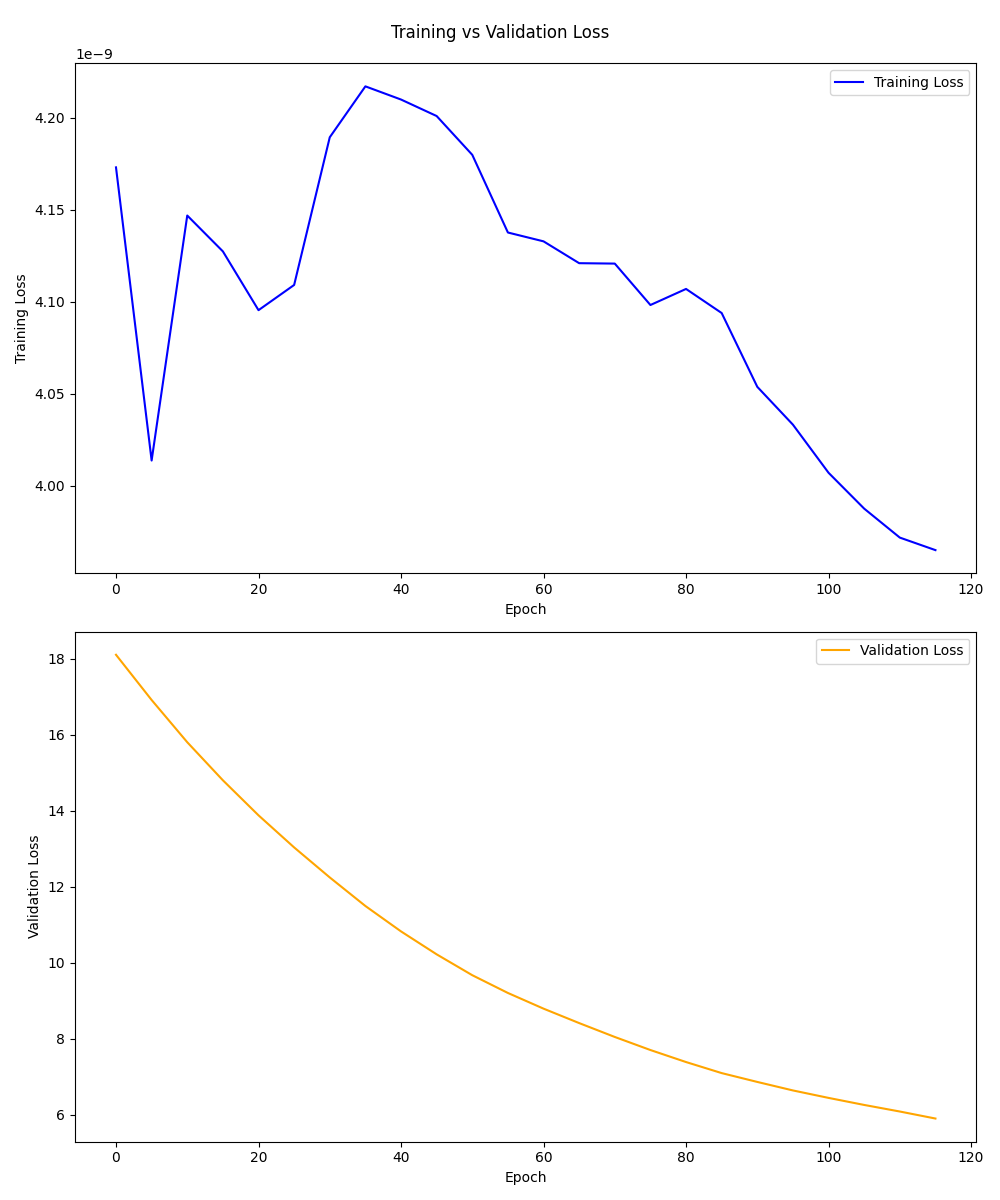 Training vs Validation Loss
1e−9
Training Loss
4.20
4.15
4.10
4.05
4.00
Training Loss
0 20 40 60 80 100 120
Epoch
Validation Loss
18
16
14
12
10
8
6
Validation Loss
0 20 40 60 80 100 120
Epoch